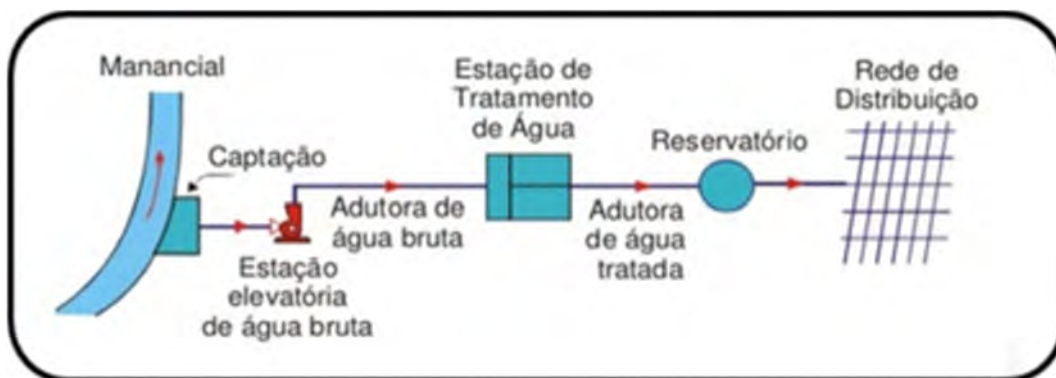 Manancial
Captação
Estação
elevatória
de água bruta
Adutora de
água bruta
Estação de
Tratamento
de Água
Adutora
de água
tratada
Reservatório
Rede de
Distribuição